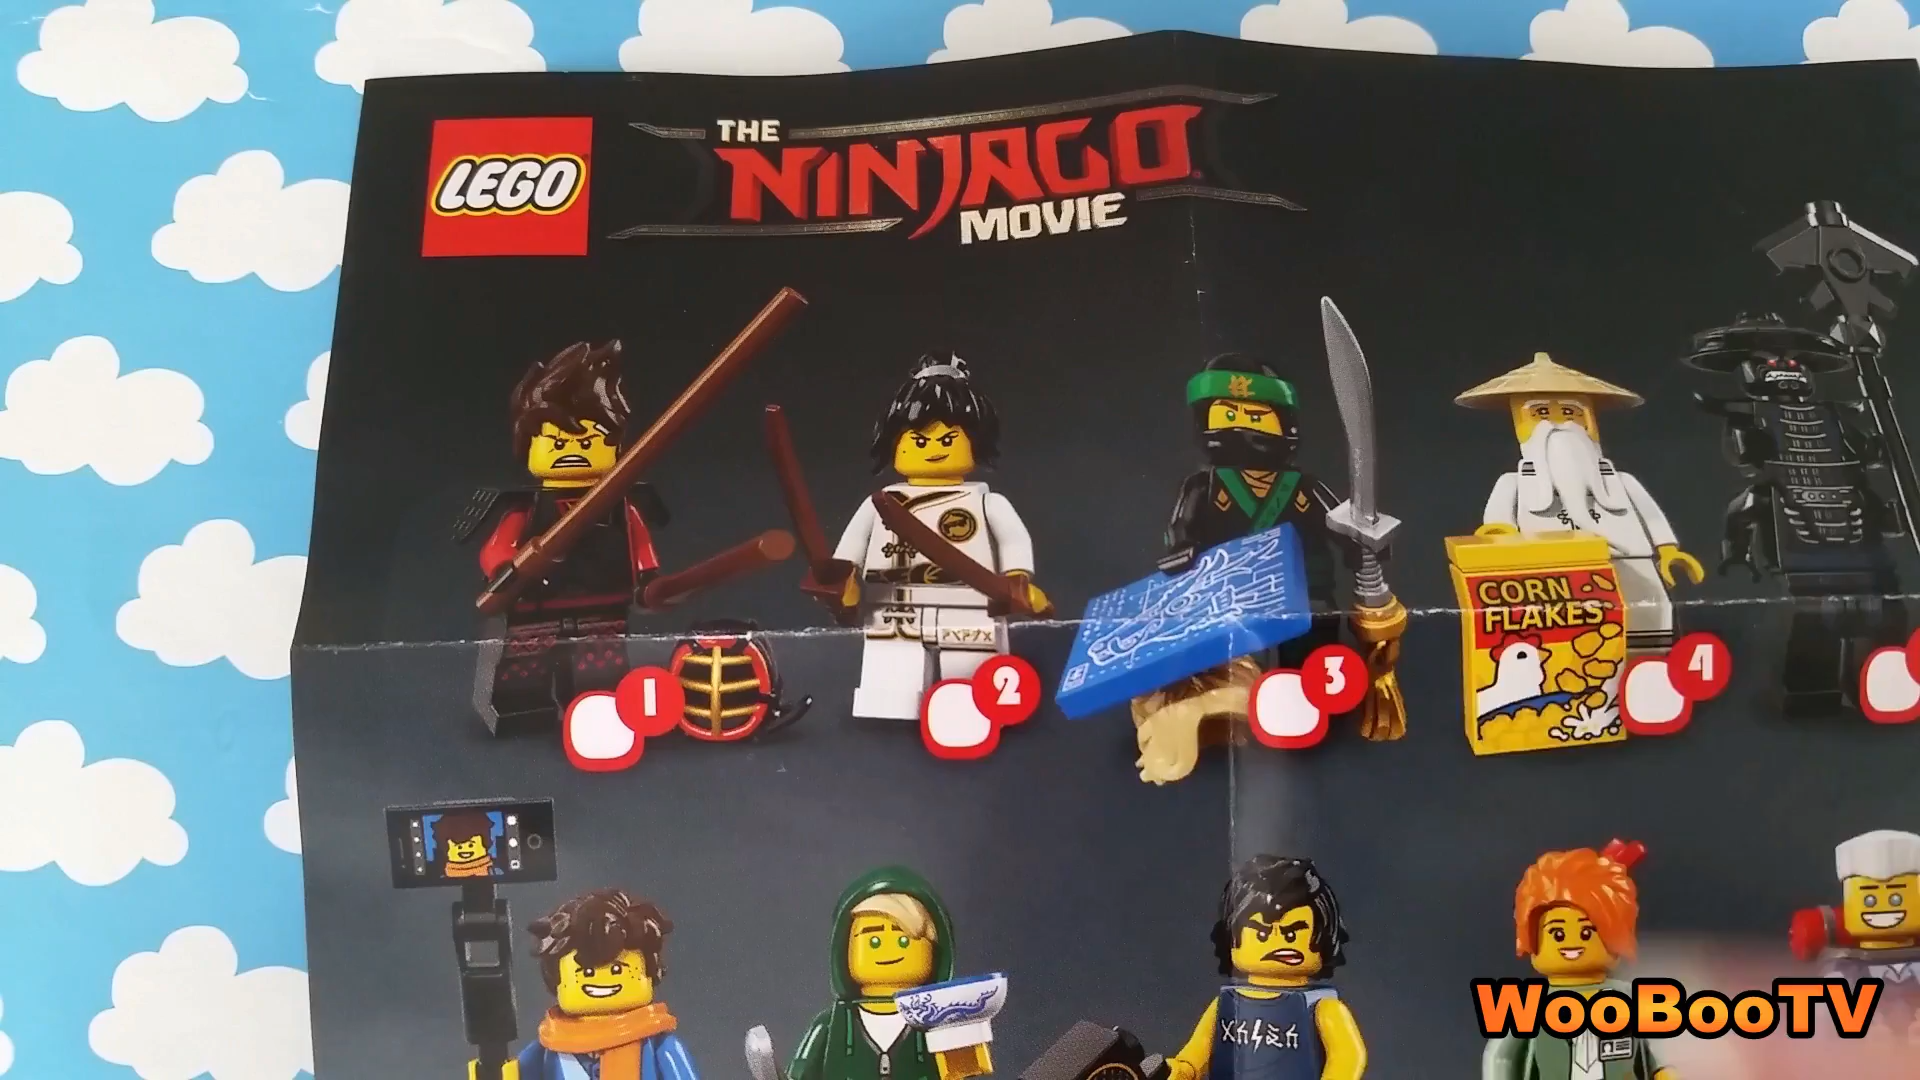 LEGO
THE
NINJAGO
MOVIE
CORN
FLAKES
1
2
3
4
WooBooTV